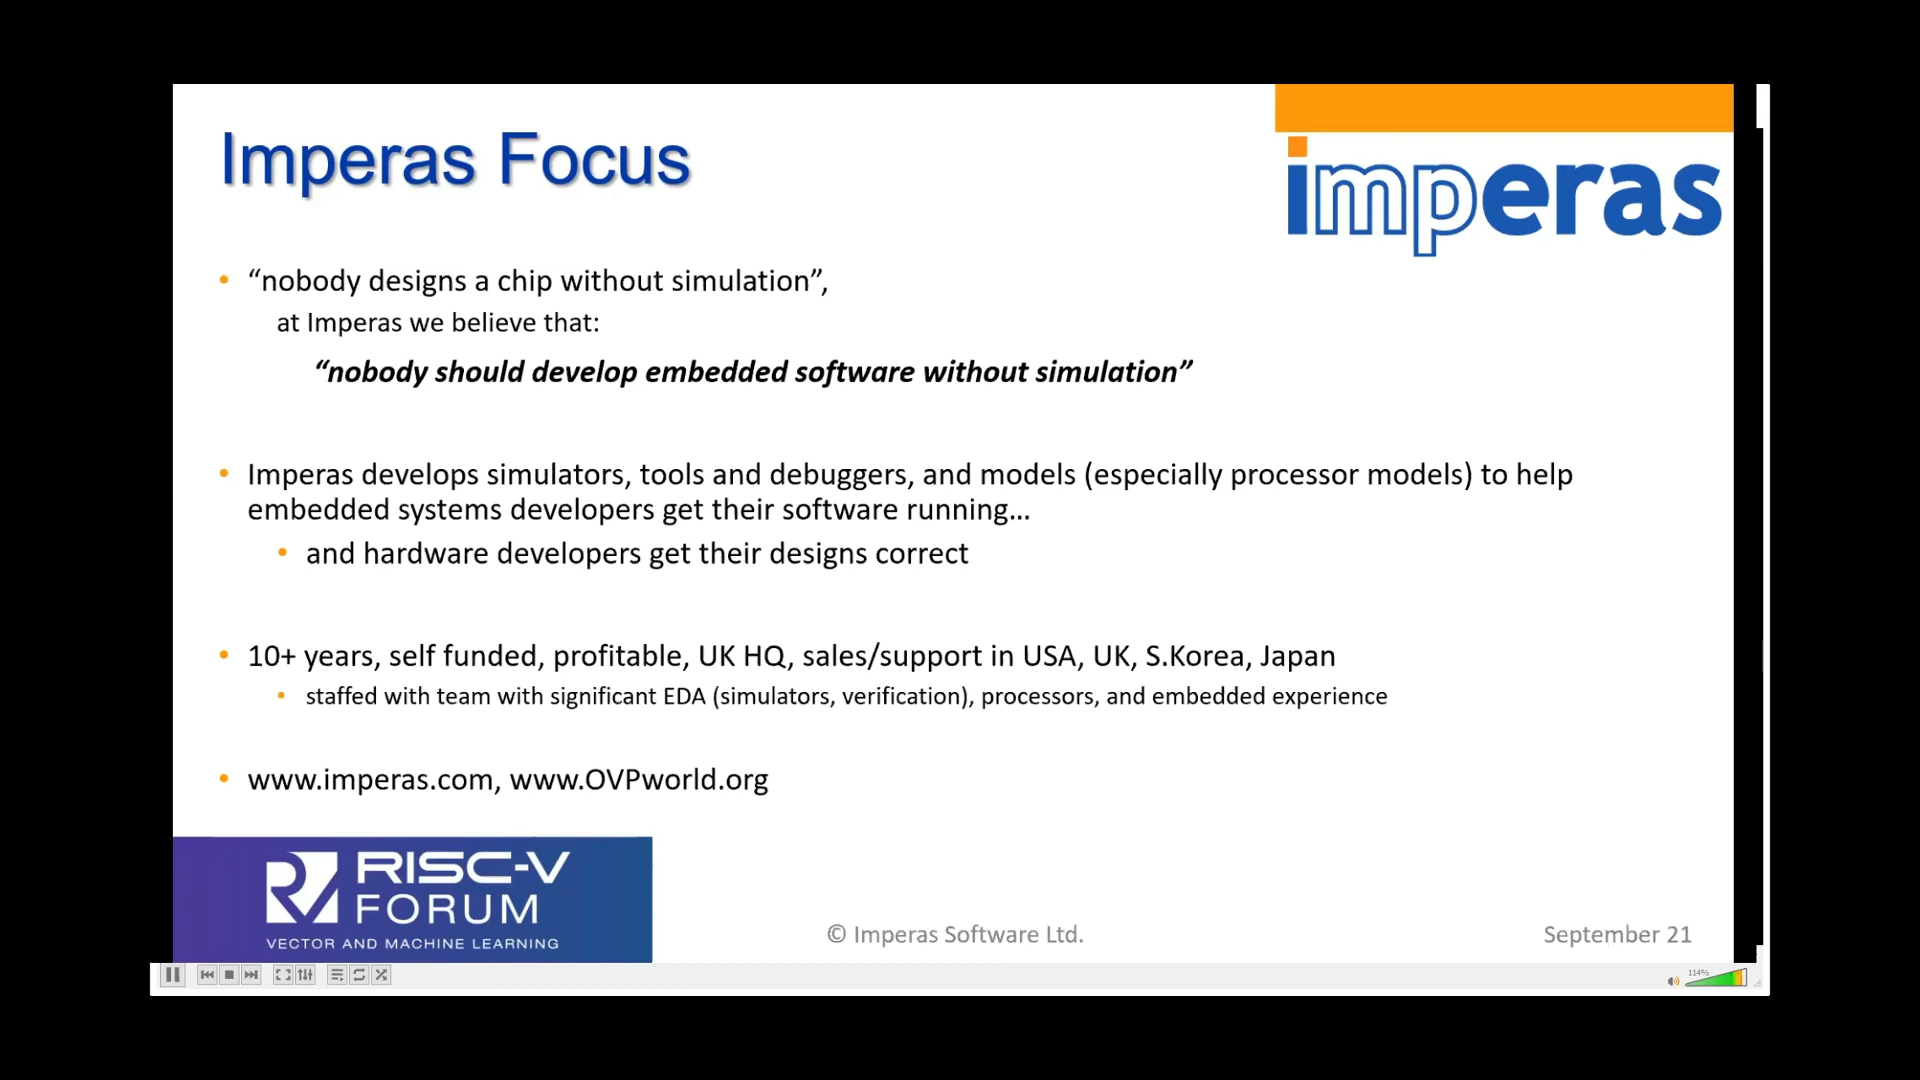 Imperas Focus
imperas
“nobody designs a chip without simulation”,
at Imperas we believe that:
“nobody should develop embedded software without simulation”
Imperas develops simulators, tools and debuggers, and models (especially processor models) to help
embedded systems developers get their software running...
and hardware developers get their designs correct
10+ years, self funded, profitable, UK HQ, sales/support in USA, UK, S.Korea, Japan
staffed with team with significant EDA (simulators, verification), processors, and embedded experience
www.imperas.com, www.OVPworld.org
RISC-V
FORUM
VECTOR AND MACHINE LEARNING
© Imperas Software Ltd.
September 21
114%